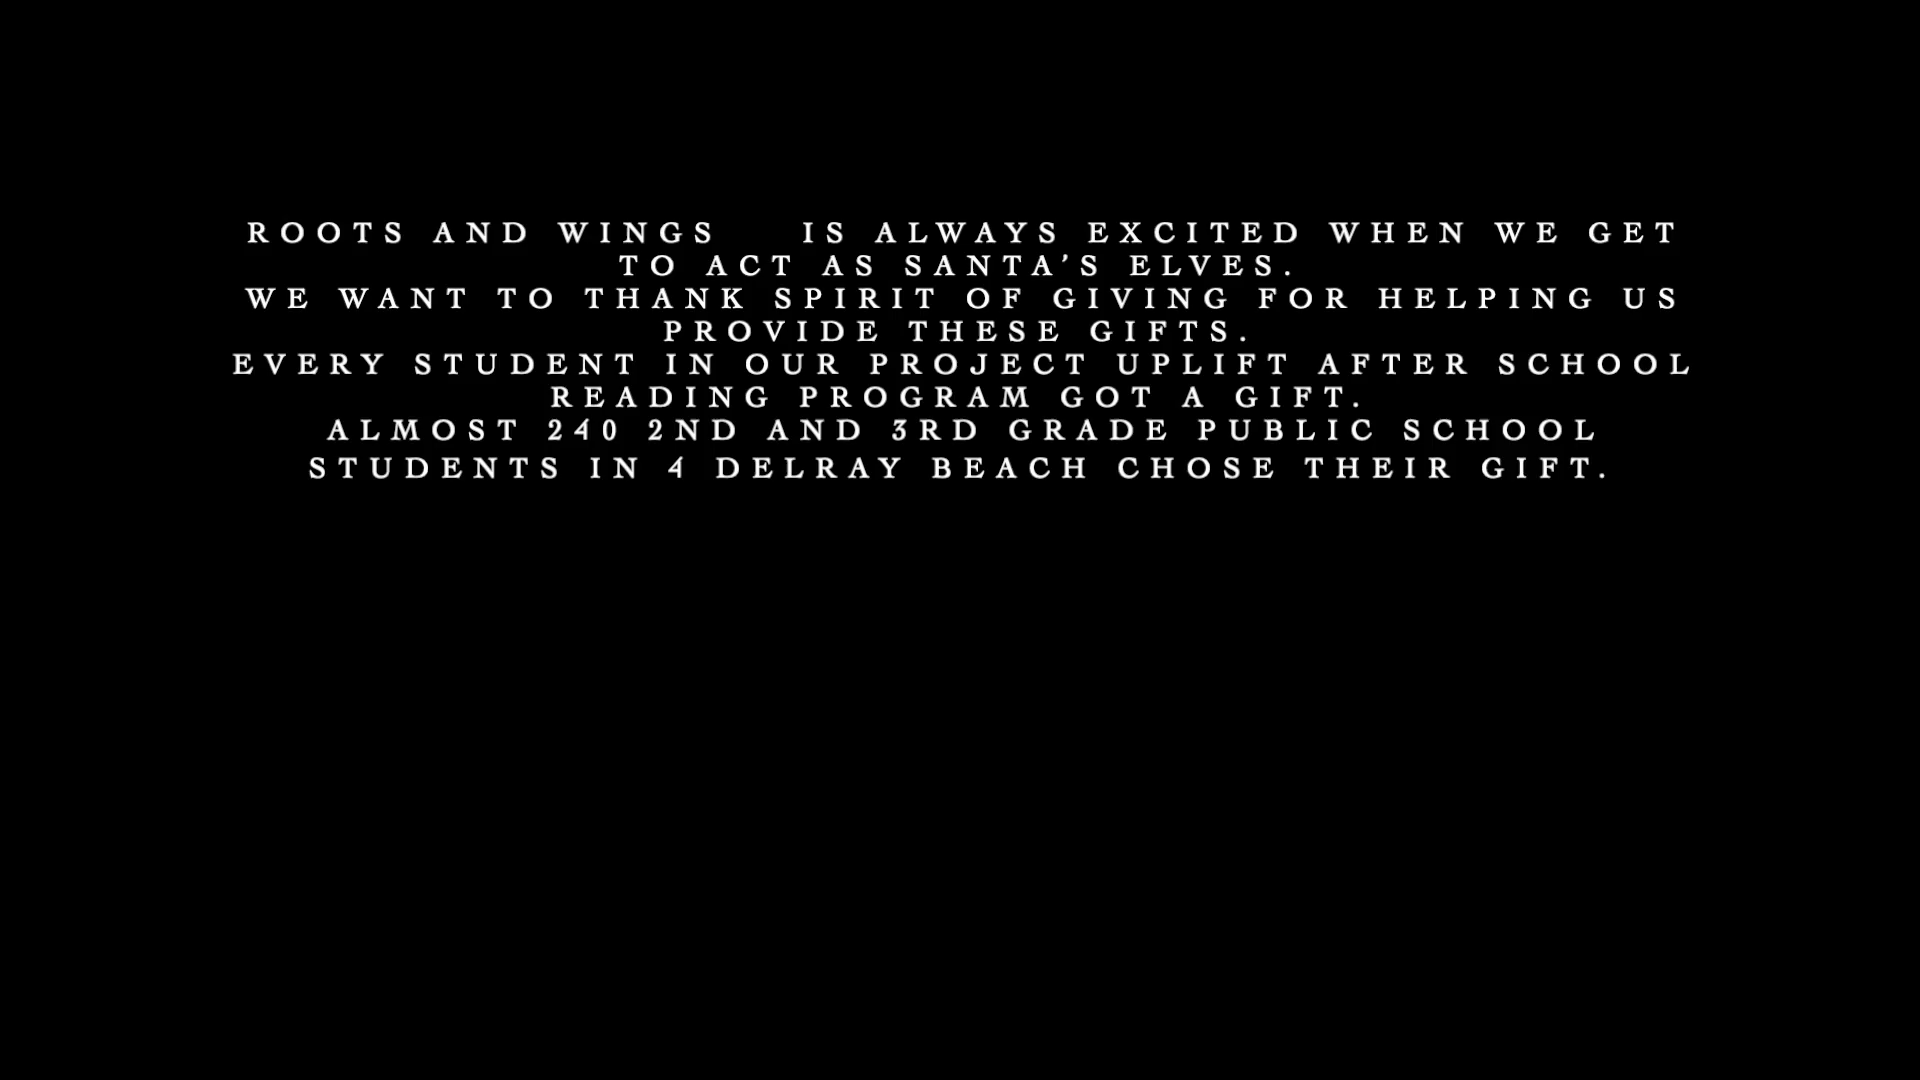 ROOTS AND WINGS   IS ALWAYS EXCITED WHEN WE GET
TO ACT AS SANTA'S ELVES.
WE WANT TO THANK SPIRIT OF GIVING FOR HELPING US
PROVIDE THESE GIFTS.
EVERY STUDENT IN OUR PROJECT UPLIFT AFTER SCHOOL
READING PROGRAM GOT A GIFT.
ALMOST 240 2ND AND 3RD GRADE PUBLIC SCHOOL
STUDENTS IN 4 DELRAY BEACH CHOSE THEIR GIFT.